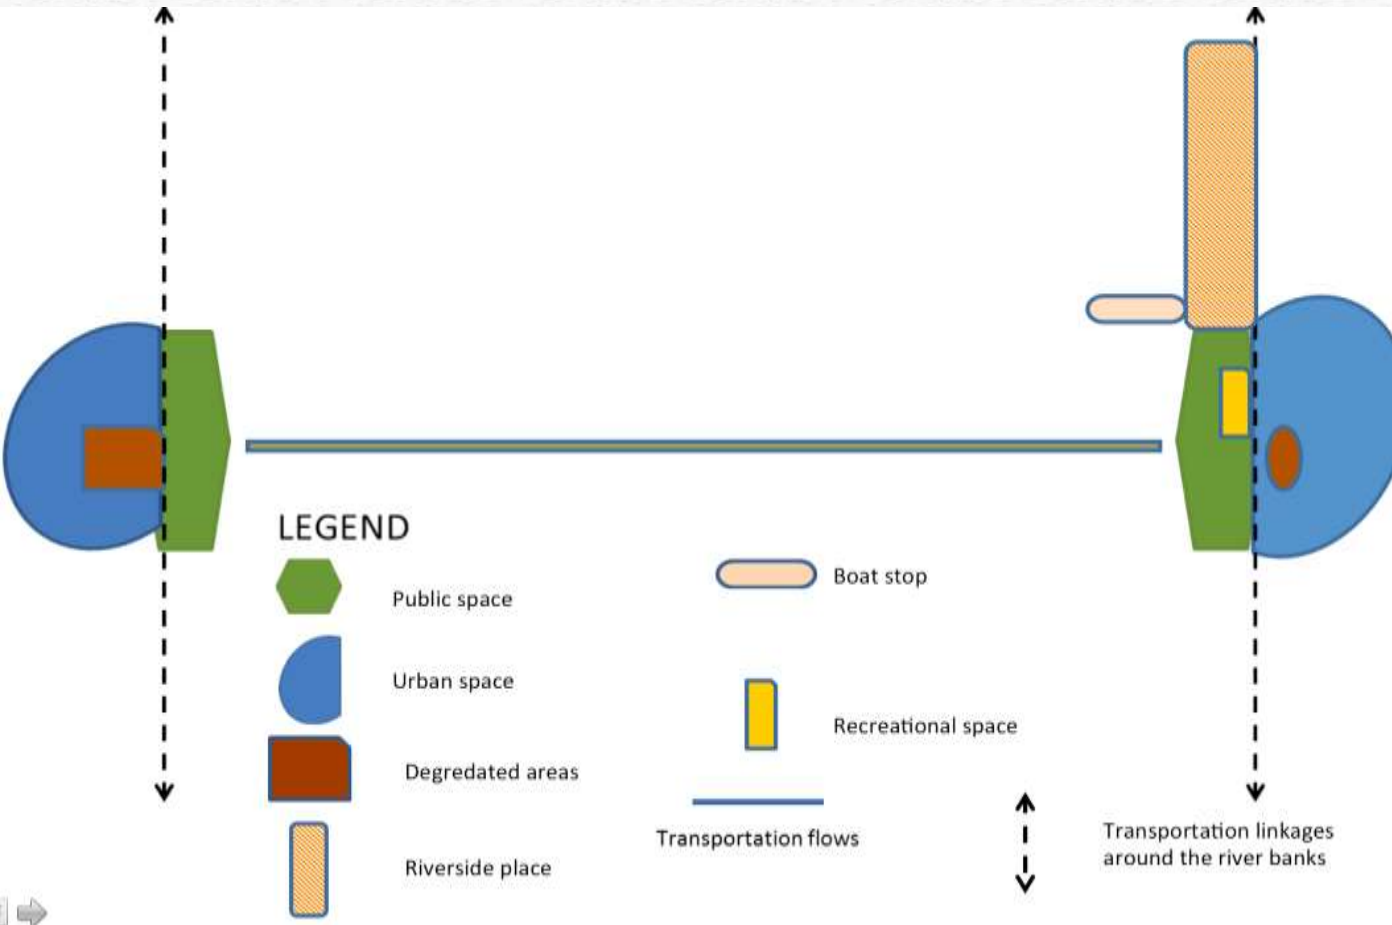 LEGEND
Public space
Urban space
Degredated areas
Riverside place
Boat stop
Recreational space
Transportation flows
Transportation linkages
around the river banks